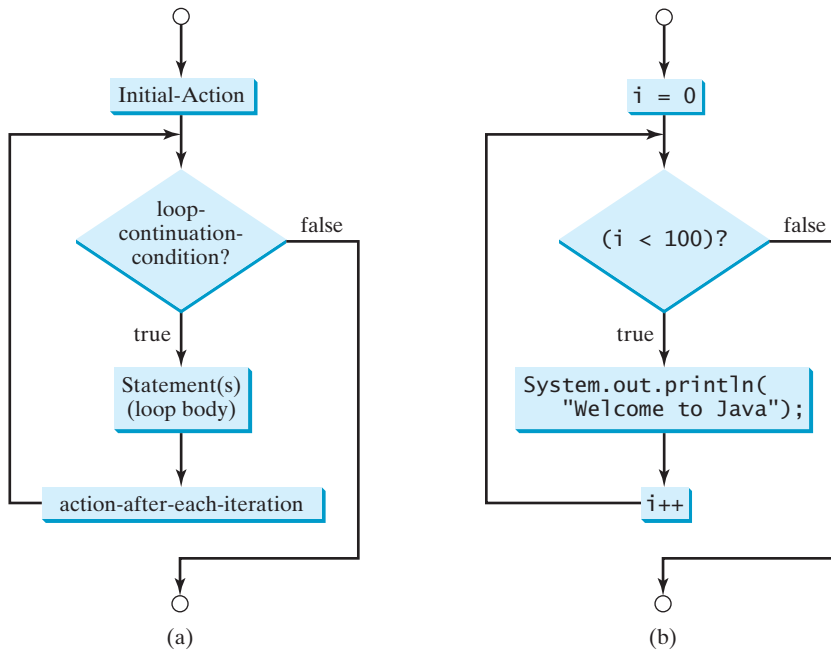 Initial-Action
loop-
continuation-
condition?
false
true
Statement(s)
(loop body)
action-after-each-iteration
(a)
i = 0
(i < 100)?
false
true
System.out.println(
"Welcome to Java");
i++
(b)